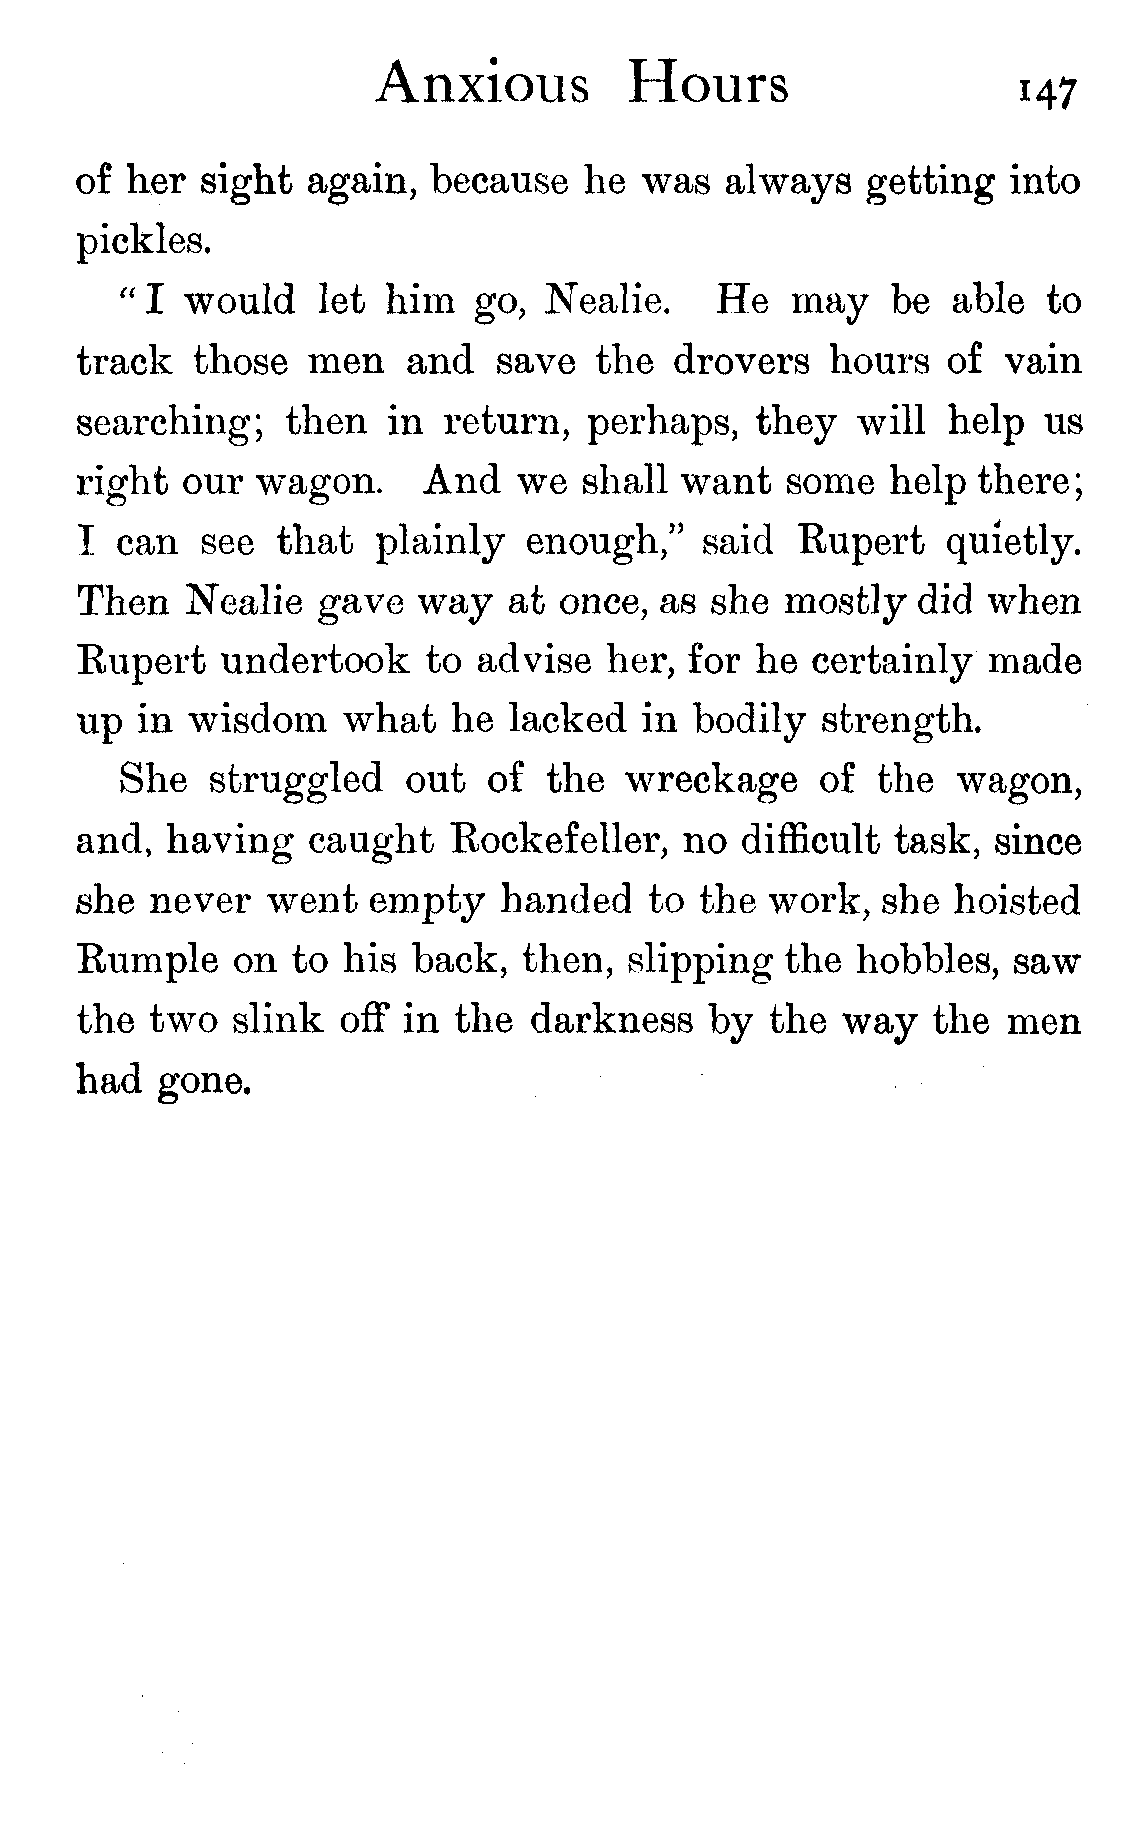 Anxious Hours 147
of her sight again, because he was always getting into
pickles.
“I would let him go, Nealie. He may be able to
track those men and save the drovers hours of vain
searching; then in return, perhaps, they will help us
right our wagon. And we shall want some help there;
I can see that plainly enough,” said Rupert quietly.
Then Nealie gave way at once, as she mostly did when
Rupert undertook to advise her, for he certainly made
up in wisdom what he lacked in bodily strength.
She struggled out of the wreckage of the wagon,
and, having caught Rockefeller, no difficult task, since
she never went empty handed to the work, she hoisted
Rumple on to his back, then, slipping the hobbles, saw
the two slink off in the darkness by the way the men
had gone.